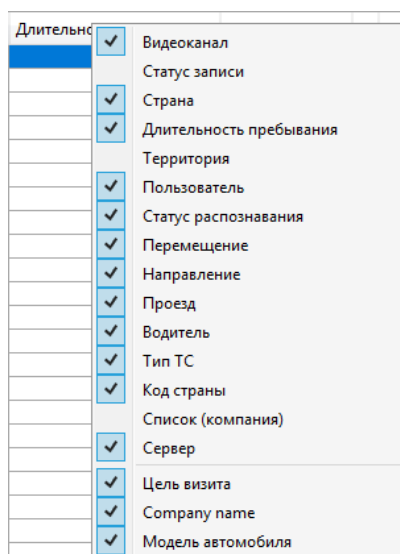 Видеоканал
Статус записи
Страна
Длительность пребывания
Территория
Пользователь
Статус распознавания
Перемещение
Направление
Проезд
Водитель
Тип ТС
Код страны
Список (компания)
Сервер
Цель визита
Company name
Модель автомобиля